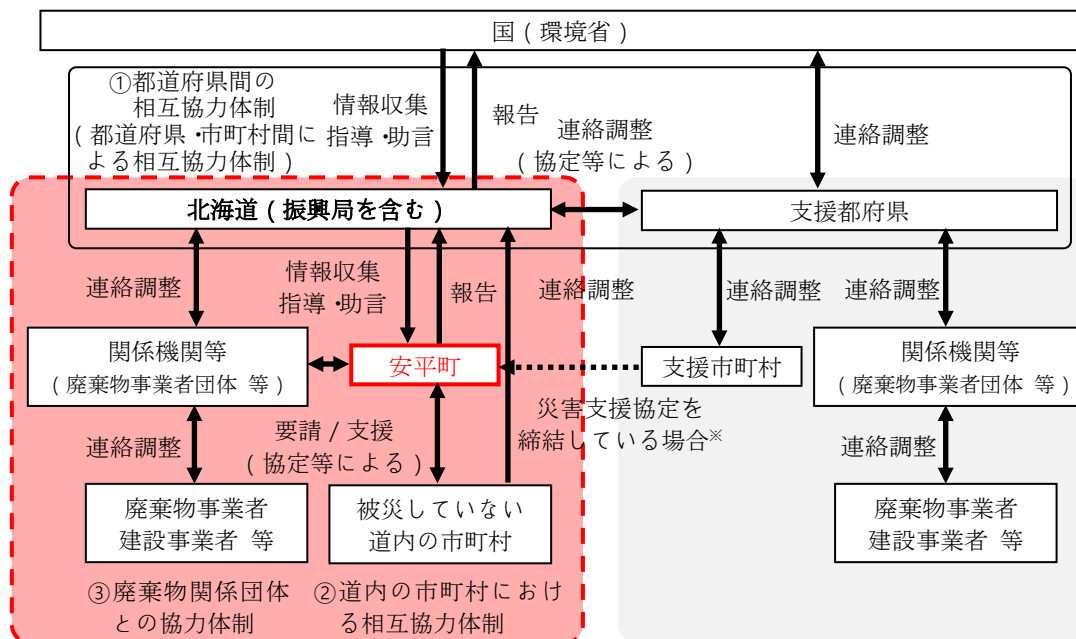 国(環境省)
①都道府県間の
相互協力体制
(都道府県・市町村間に
よる相互協力体制)
情報収集
指導・助言
報告
連絡調整
(協定等による)
連絡調整
北海道(振興局を含む)
支援都府県
連絡調整
情報収集
指導・助言
報告
連絡調整
連絡調整
連絡調整
関係機関等
(廃棄物事業者団体 等)
安平町
支援市町村
関係機関等
(廃棄物事業者団体 等)
災害支援協定を
締結している場合※
連絡調整
要請/支援
(協定等による)
連絡調整
廃棄物事業者
建設事業者 等
被災していない
道内の市町村
廃棄物事業者
建設事業者 等
③廃棄物関係団体
との協力体制
②道内の市町村におけ
る相互協力体制